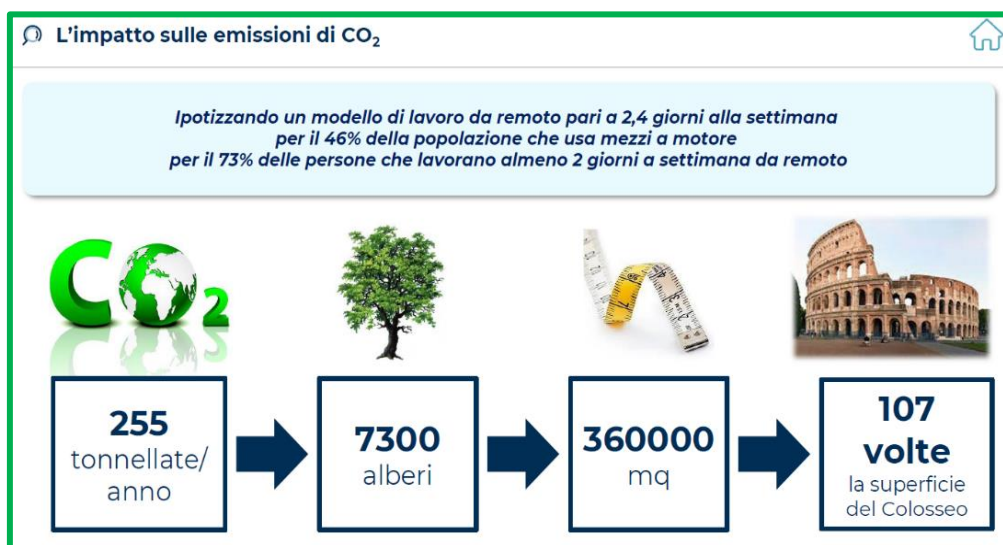 L'impatto sulle emissioni di CO₂
Ipotizzando un modello di lavoro da remoto pari a 2,4 giorni alla settimana
per il 46% della popolazione che usa mezzi a motore
per il 73% delle persone che lavorano almeno 2 giorni a settimana da remoto
CO2
255
tonnellate/
anno
7300
alberi
360000
mq
107
volte
la superficie
del Colosseo